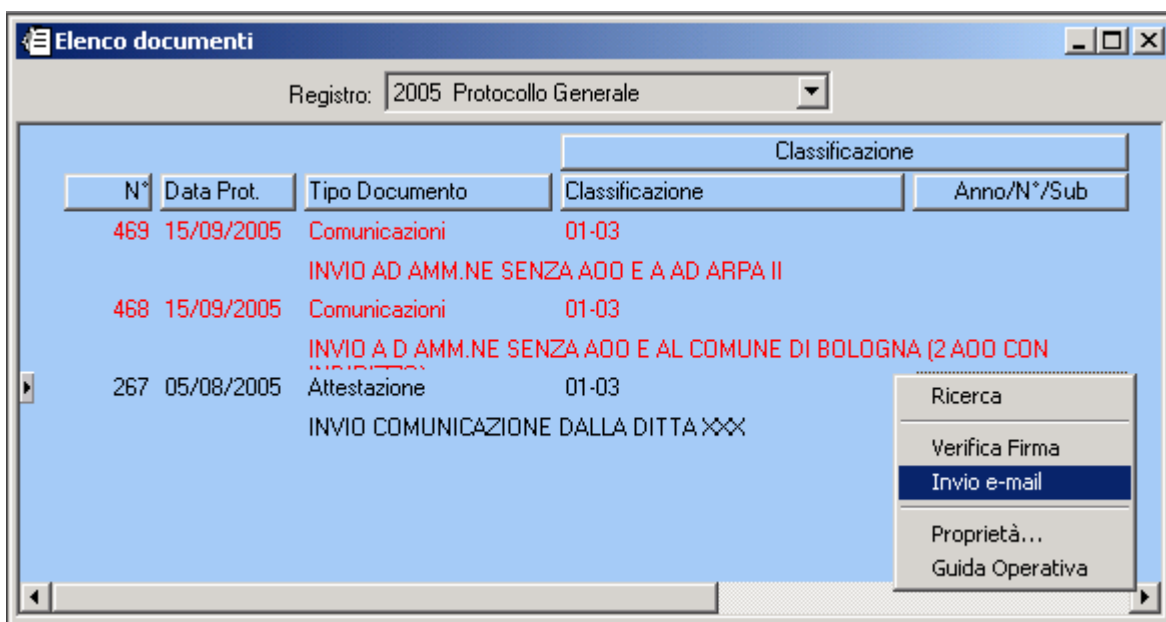 Elenco documenti
Registro: 2005 Protocollo Generale
Classificazione
N° Data Prot. Tipo Documento Classificazione Anno/N°/Sub
469 15/09/2005 Comunicazioni 01-03
INVIO AD AMM.NE SENZA AOO E A AD ARPA II
468 15/09/2005 Comunicazioni 01-03
INVIO A D AMM.NE SENZA AOO E AL COMUNE DI BOLOGNA (2 AOO CON
267 05/08/2005 Attestazione 01-03
INVIO COMUNICAZIONE DALLA DITTA XXX
Ricerca
Verifica Firma
Invio e-mail
Proprietà...
Guida Operativa